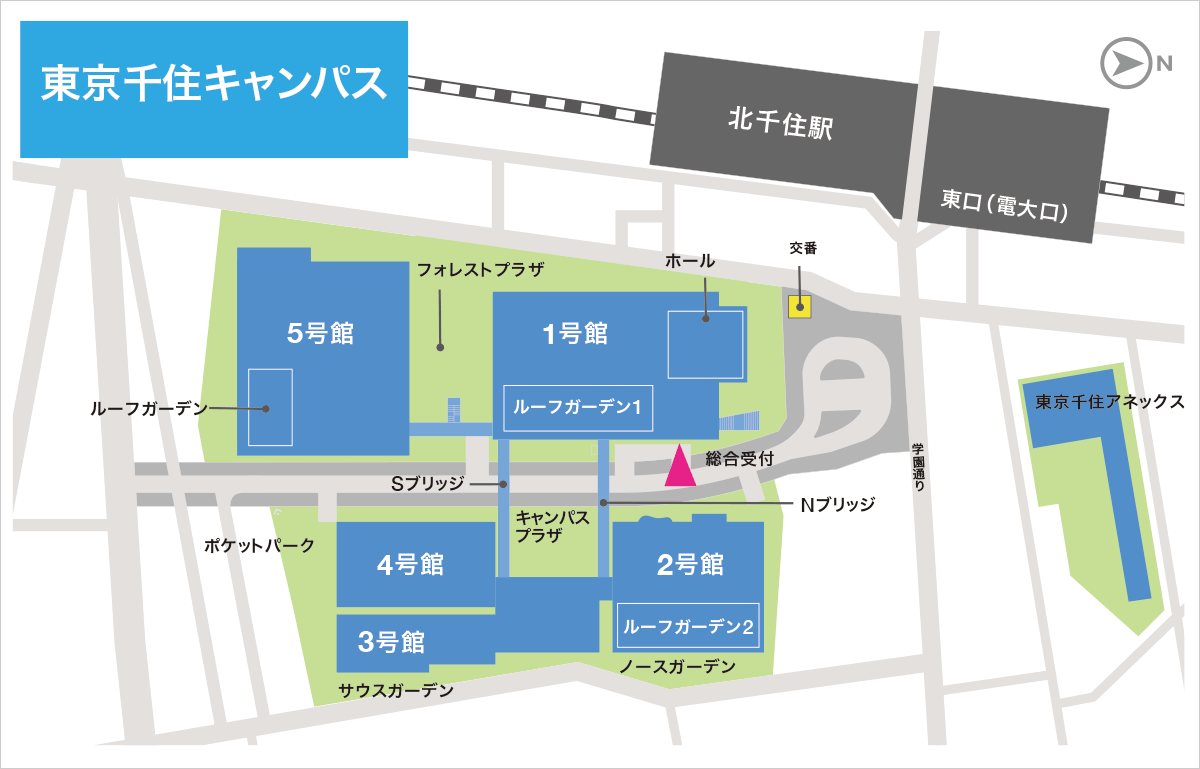 東京千住キャンパス
N
北千住駅
東口(電大口)
交番
ホール
フォレストプラザ
5号館
1号館
ルーフガーデン
ルーフガーデン1
東京千住アネックス
学園通り
総合受付
Sブリッジ
Nブリッジ
キャンパス
プラザ
ポケットパーク
4号館
2号館
ルーフガーデン2
3号館
ノースガーデン
サウスガーデン